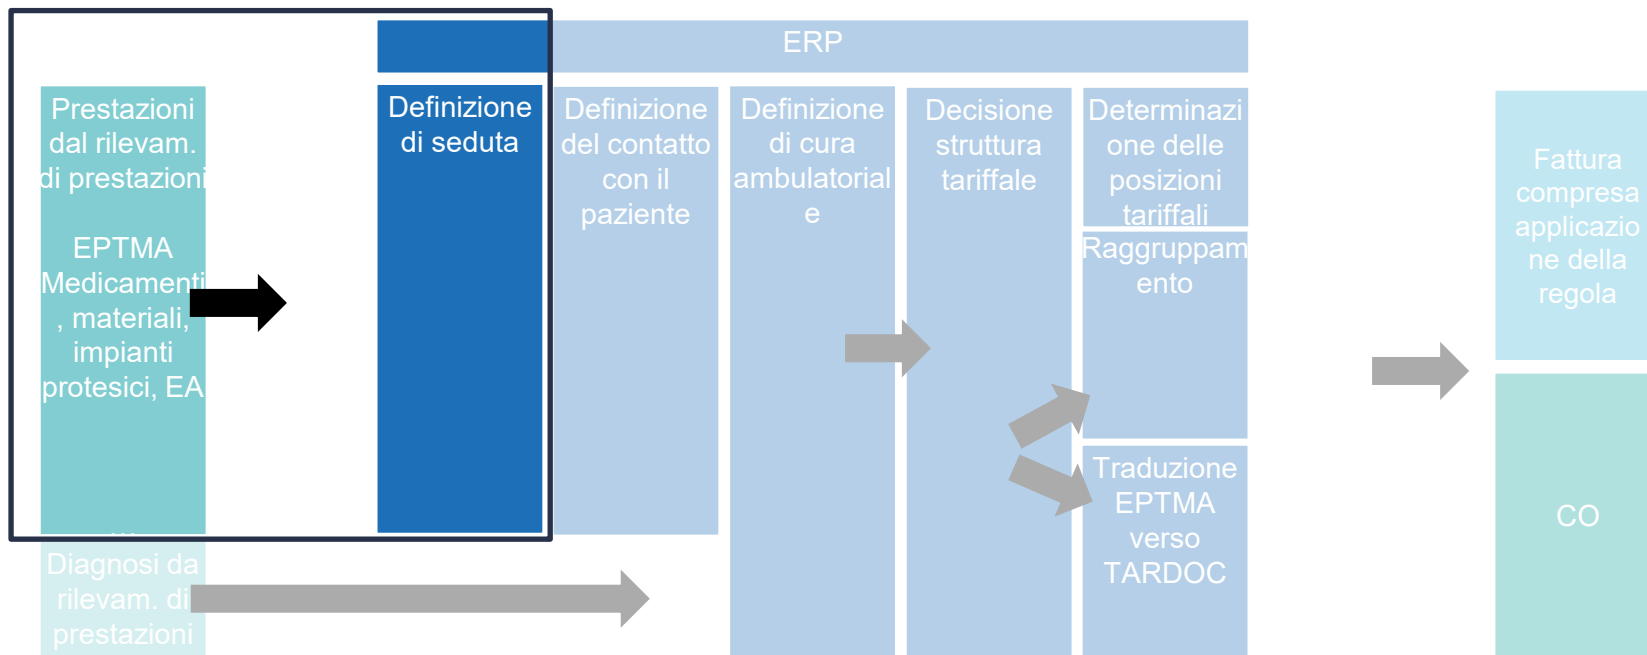 ERP
Prestazioni
dal rilevam.
di prestazioni
EPTMA
Medicamenti
, materiali,
impianti
protesici, EA
...
Diagnosi da
rilevam. di
prestazioni
Definizione
di seduta
Definizione
del contatto
con il
paziente
Definizione
di cura
ambulatorial
e
Decisione
struttura
tariffale
Determinazi
one delle
posizioni
tariffali
Raggruppam
ento
Traduzione
EPTMA
verso
TARDOC
Fattura
compresa
applicazio
ne della
regola
CO